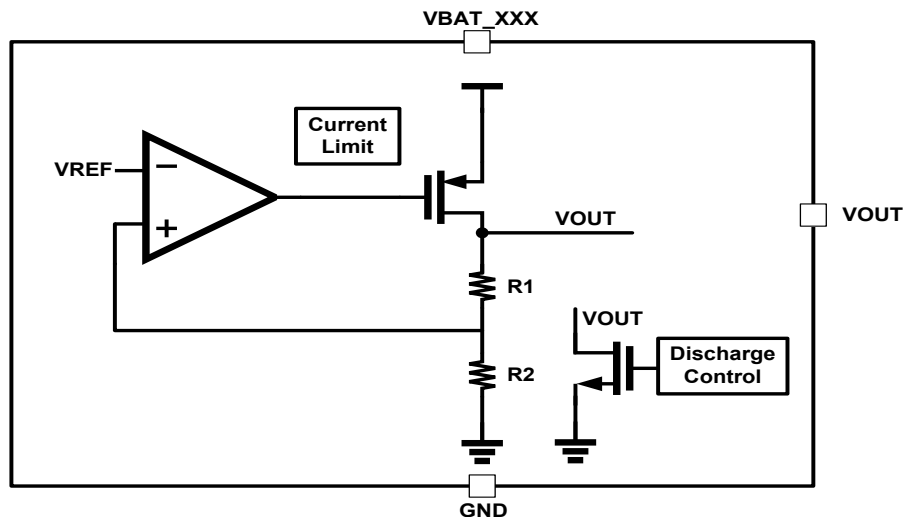 VBAT_XXX
Current
Limit
VREF
−
+
VOUT
VOUT
R1
VOUT
R2
Discharge
Control
GND